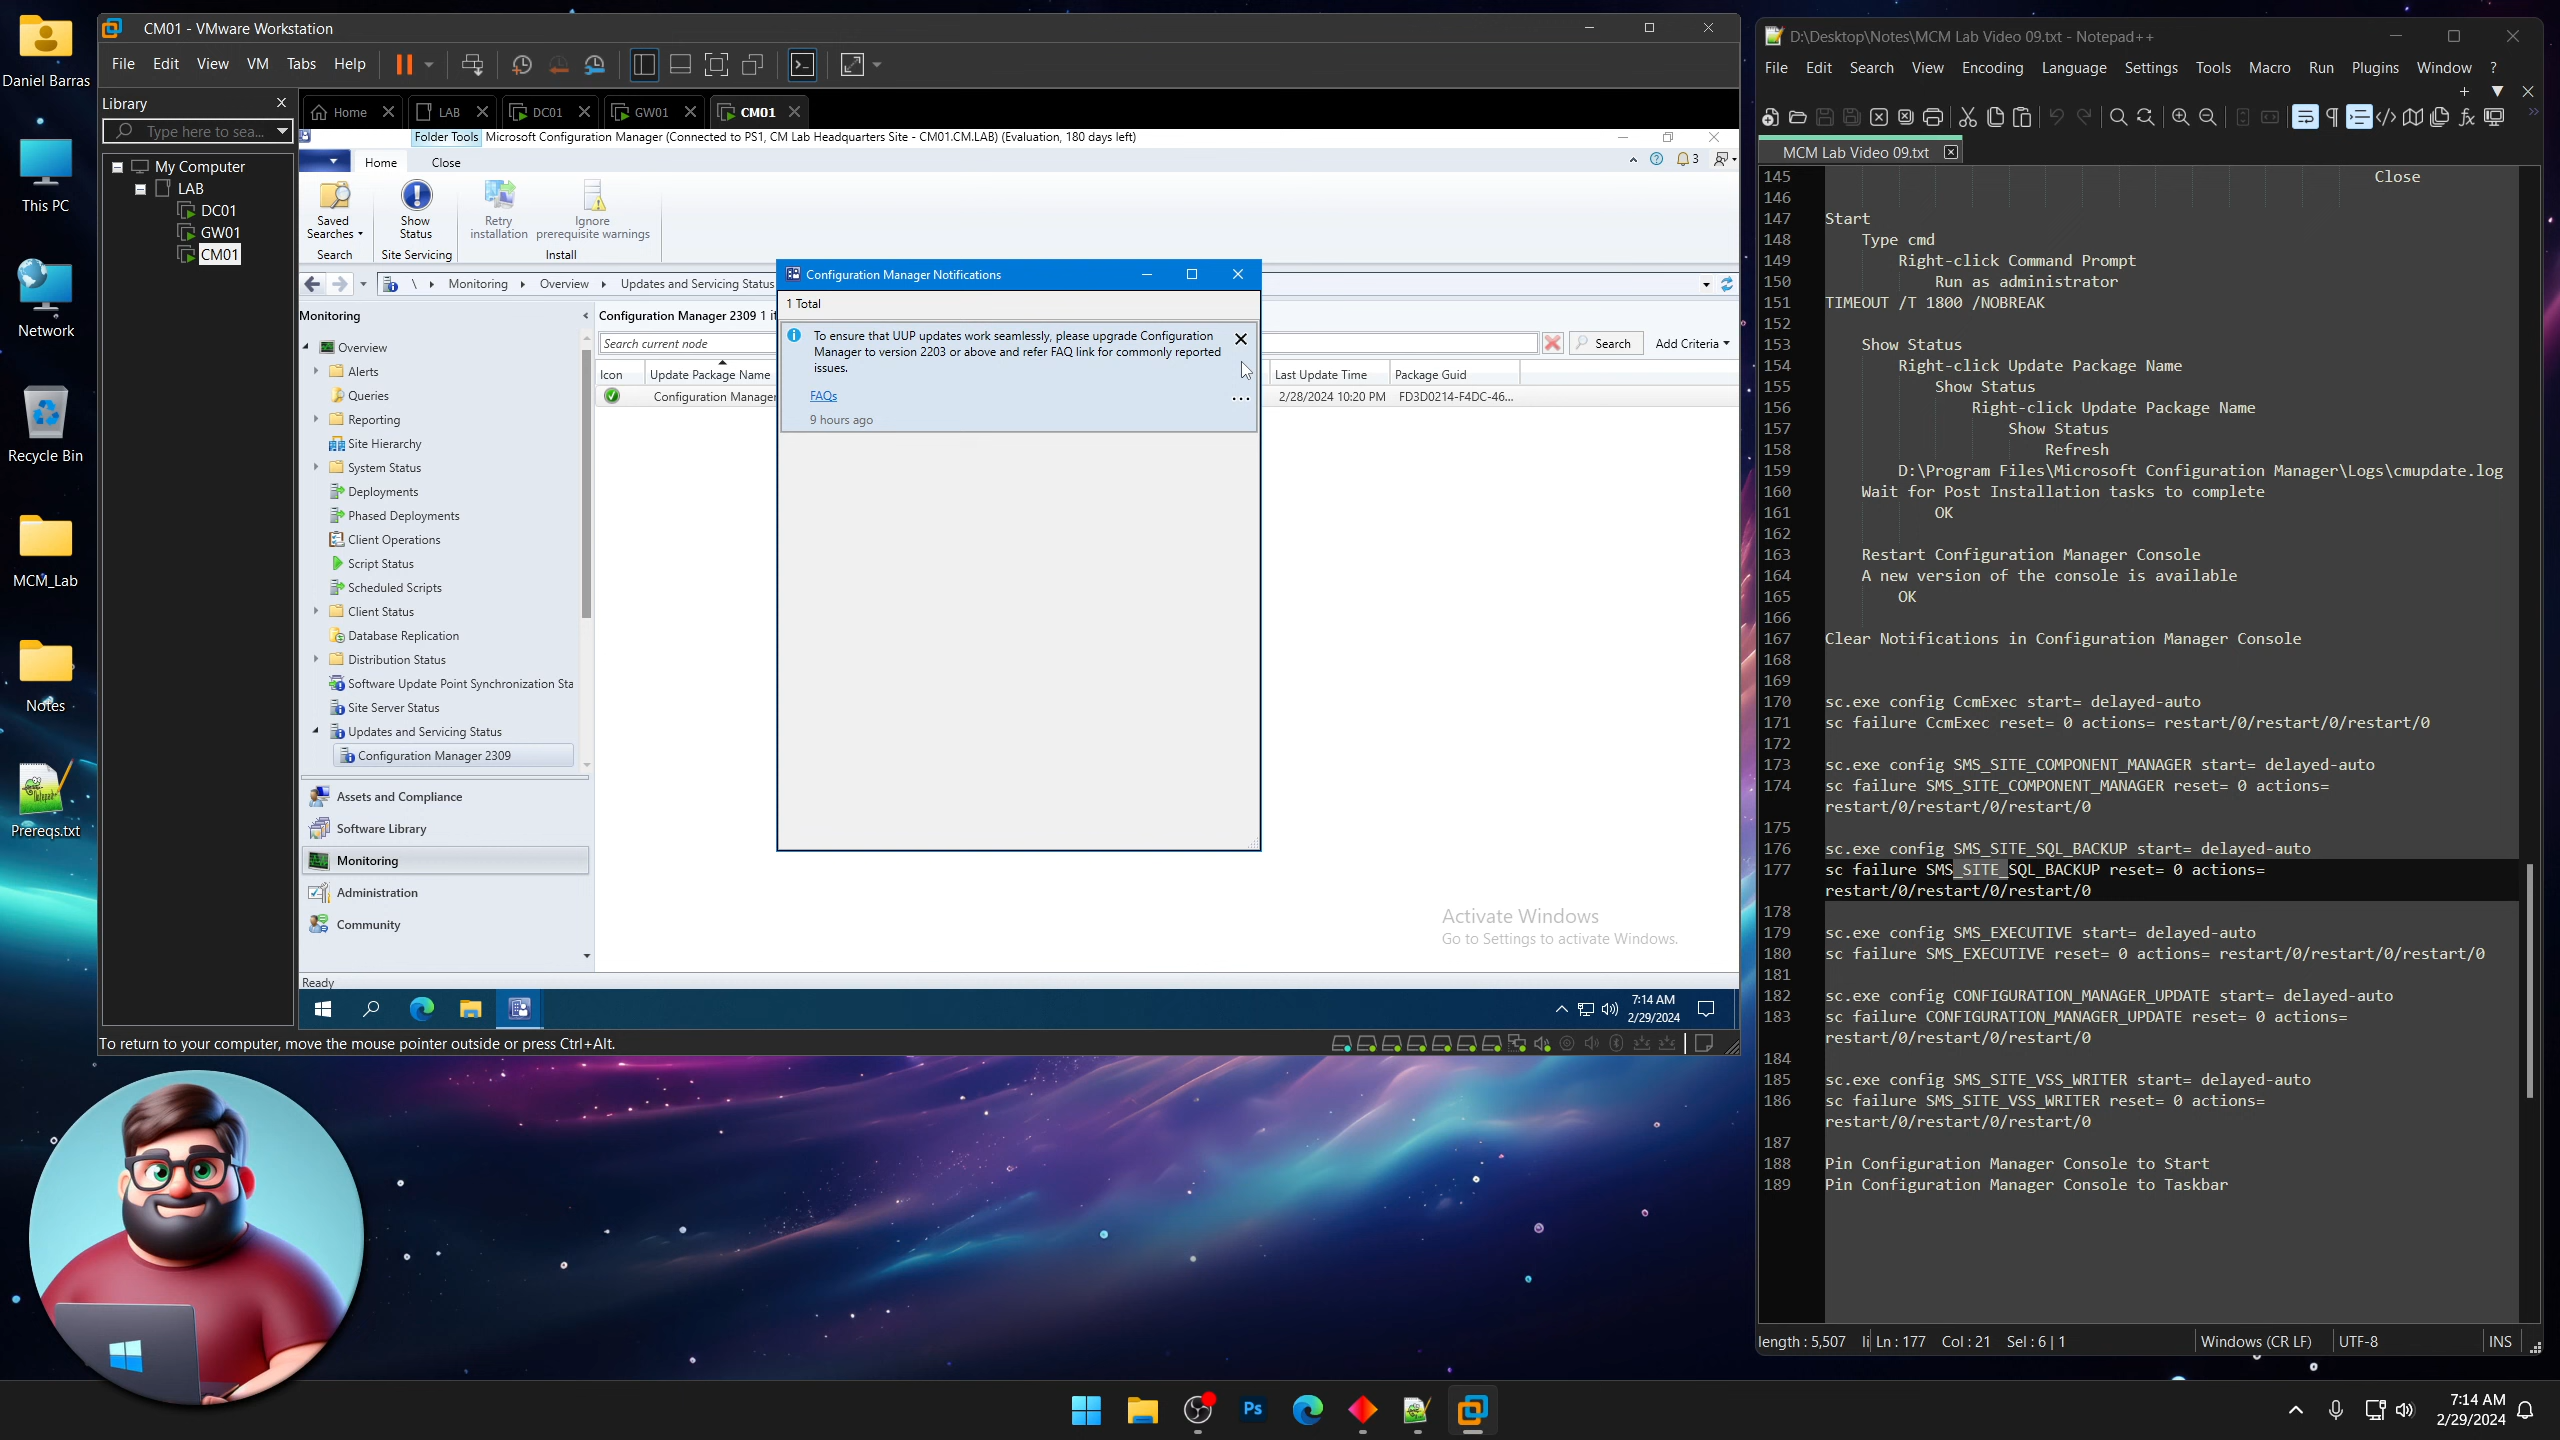 Daniel Barras
This PC
Network
Recycle Bin
MCM_Lab
Notes
Prereqs.txt
CM01 - VMware Workstation
File Edit View VM Tabs Help
Library
Type here to sea...
My Computer
LAB
DC01
GW01
CM01
Home LAB DC01 GW01 CM01
Folder Tools Microsoft Configuration Manager (Connected to PS1, CM Lab Headquarters Site - CM01.CM.LAB) (Evaluation, 180 days left)
Home Close
3
Saved Searches
Show Status
Retry installation
Ignore prerequisite warnings
Search
Site Servicing
Install
\ Monitoring Overview Updates and Servicing Status
Monitoring
Overview
Alerts
Queries
Reporting
Site Hierarchy
System Status
Deployments
Phased Deployments
Client Operations
Script Status
Scheduled Scripts
Client Status
Database Replication
Distribution Status
Software Update Point Synchronization Sta
Site Server Status
Updates and Servicing Status
Configuration Manager 2309
Assets and Compliance
Software Library
Monitoring
Administration
Community
Ready
Configuration Manager 2309 1 it
Search current node
Search
Add Criteria
Icon Update Package Name Last Update Time Package Guid
Configuration Manager 2/28/2024 10:20 PM FD3D0214-F4DC-46...
Configuration Manager Notifications
1 Total
To ensure that UUP updates work seamlessly, please upgrade Configuration
Manager to version 2203 or above and refer FAQ link for commonly reported
issues.
FAQs
9 hours ago
Activate Windows
Go to Settings to activate Windows.
7:14 AM
2/29/2024
To return to your computer, move the mouse pointer outside or press Ctrl+Alt.
D:\Desktop\Notes\MCM Lab Video 09.txt - Notepad++
File Edit Search View Encoding Language Settings Tools Macro Run Plugins Window ?
MCM Lab Video 09.txt
145 Close
146
147 Start
148 Type cmd
149 Right-click Command Prompt
150 Run as administrator
151 TIMEOUT /T 1800 /NOBREAK
152
153 Show Status
154 Right-click Update Package Name
155 Show Status
156 Right-click Update Package Name
157 Show Status
158 Refresh
159 D:\Program Files\Microsoft Configuration Manager\Logs\cmupdate.log
160 Wait for Post Installation tasks to complete
161 OK
162
163 Restart Configuration Manager Console
164 A new version of the console is available
165 OK
166
167 Clear Notifications in Configuration Manager Console
168
169
170 sc.exe config CcmExec start= delayed-auto
171 sc failure CcmExec reset= 0 actions= restart/0/restart/0/restart/0
172
173 sc.exe config SMS_SITE_COMPONENT_MANAGER start= delayed-auto
174 sc failure SMS_SITE_COMPONENT_MANAGER reset= 0 actions=
restart/0/restart/0/restart/0
175
176 sc.exe config SMS_SITE_SQL_BACKUP start= delayed-auto
177 sc failure SMS_SITE_SQL_BACKUP reset= 0 actions=
restart/0/restart/0/restart/0
178
179 sc.exe config SMS_EXECUTIVE start= delayed-auto
180 sc failure SMS_EXECUTIVE reset= 0 actions= restart/0/restart/0/restart/0
181
182 sc.exe config CONFIGURATION_MANAGER_UPDATE start= delayed-auto
183 sc failure CONFIGURATION_MANAGER_UPDATE reset= 0 actions=
restart/0/restart/0/restart/0
184
185 sc.exe config SMS_SITE_VSS_WRITER start= delayed-auto
186 sc failure SMS_SITE_VSS_WRITER reset= 0 actions=
restart/0/restart/0/restart/0
187
188 Pin Configuration Manager Console to Start
189 Pin Configuration Manager Console to Taskbar
length : 5,507 li Ln : 177 Col : 21 Sel : 6 | 1 Windows (CR LF) UTF-8 INS
Ps
7:14 AM
2/29/2024